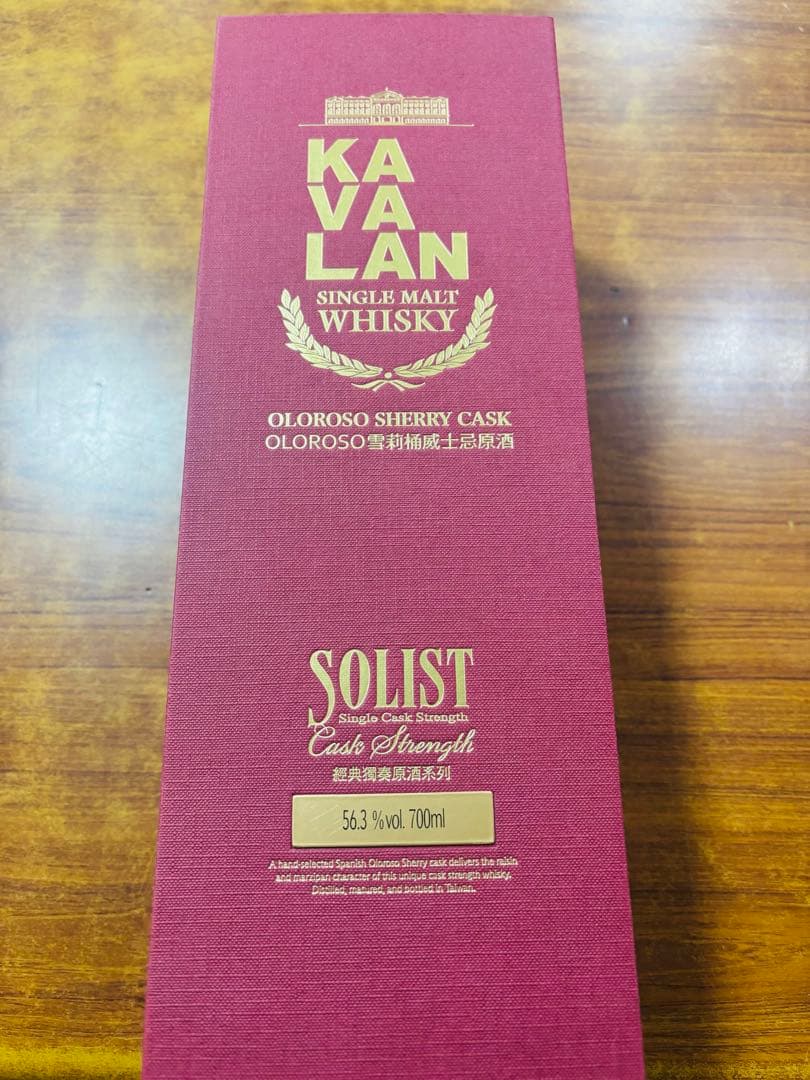 KA
VA
LAN
SINGLE MALT
WHISKY
OLOROSO SHERRY CASK
OLOROSO雪莉桶威士忌原酒
SOLIST
Single Cask Strength
Cask Strength
經典獨奏原酒系列
56.3 %vol. 700ml
A hand-selected Spanish Oloroso Sherry cask delivers the raisin
and marzipan character of this unique cask strength whisky.
Distilled, matured, and bottled in Taiwan.